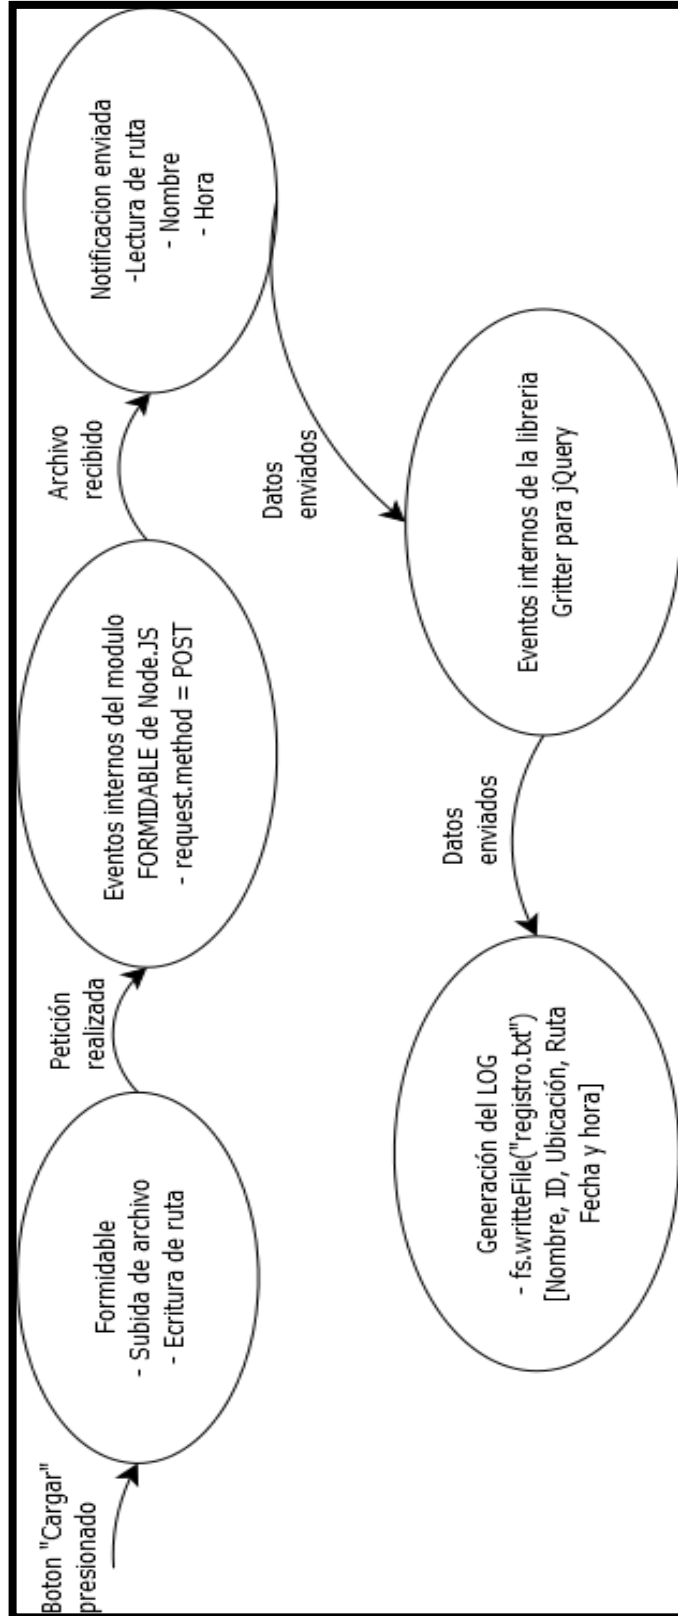 Boton "Cargar"
presionado
Formidable
- Subida de archivo
- Ecritura de ruta
Petición
realizada
Eventos internos del modulo
FORMIDABLE de Node.JS
- request.method = POST
Archivo
recibido
Notificacion enviada
-Lectura de ruta
- Nombre
- Hora
Datos
enviados
Eventos internos de la libreria
Gritter para jQuery
Datos
enviados
Generación del LOG
- fs.writteFile("registro.txt")
[Nombre, ID, Ubicación, Ruta
Fecha y hora]